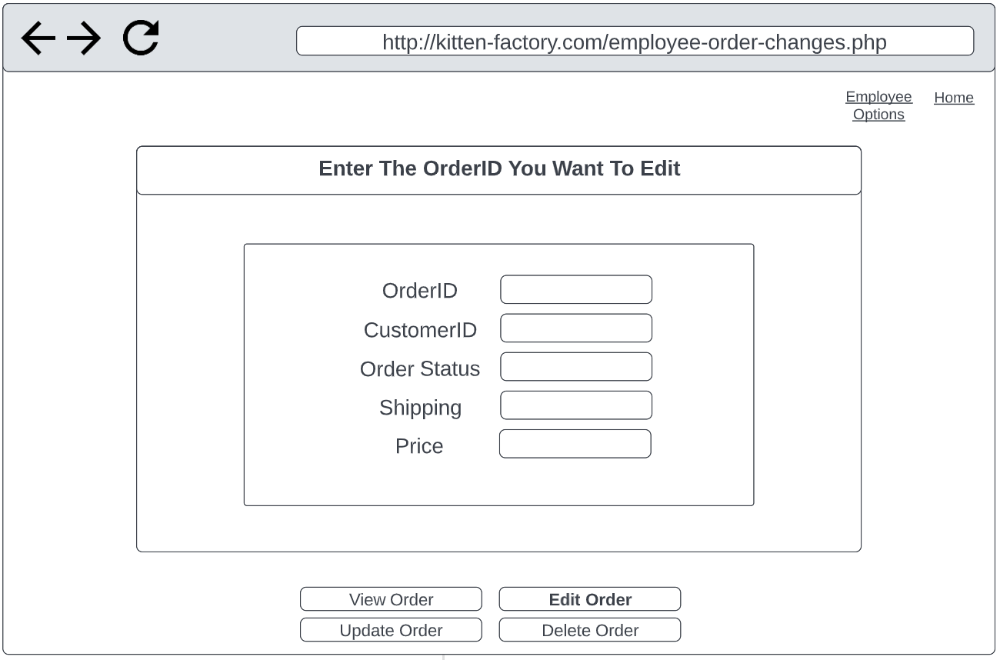 http://kitten-factory.com/employee-order-changes.php
Employee
Options
Home
Enter The OrderID You Want To Edit
OrderID
CustomerID
Order Status
Shipping
Price
View Order
Edit Order
Update Order
Delete Order